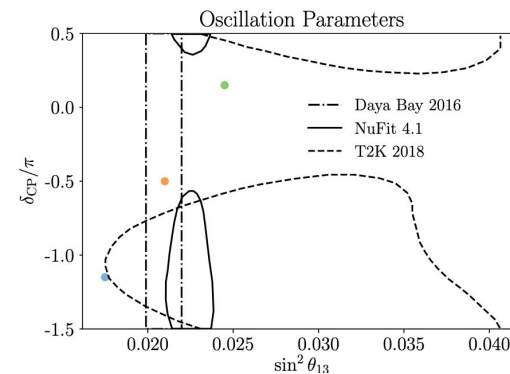 Oscillation Parameters
0.5
0.0
-0.5
-1.0
-1.5
δCP/π
Daya Bay 2016
NuFit 4.1
T2K 2018
0.020 0.025 0.030 0.035 0.040
sin² θ13